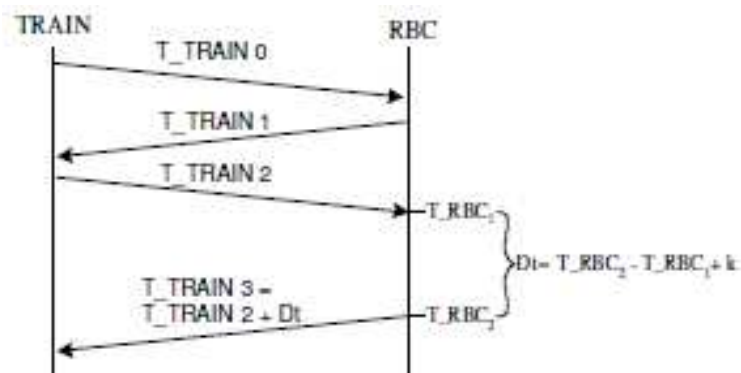 TRAIN
RBC
T_TRAIN 0
T_TRAIN 1
T_TRAIN 2
T_RBC₁
Dt= T_RBC₂ - T_RBC₁+ k
T_TRAIN 3 =
T_TRAIN 2 + Dt
T_RBC₂